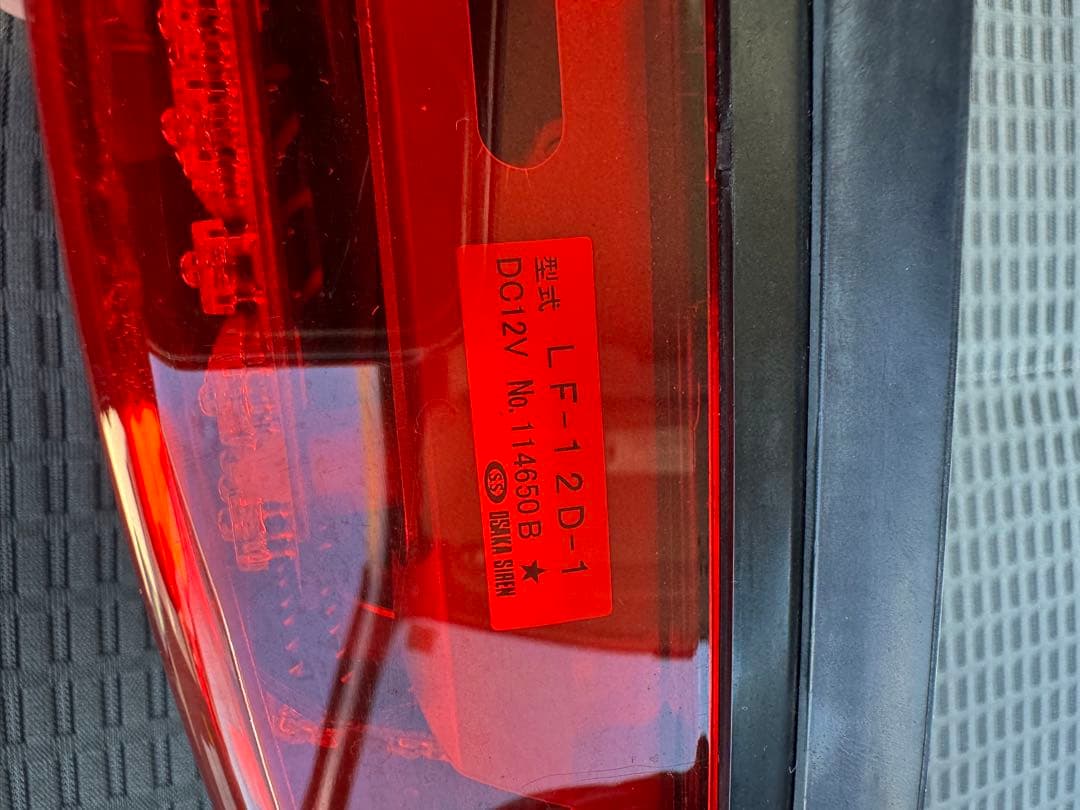 型式 LF-12D-1
DC12V No.114650B ★
S.S OSAKA SIREN